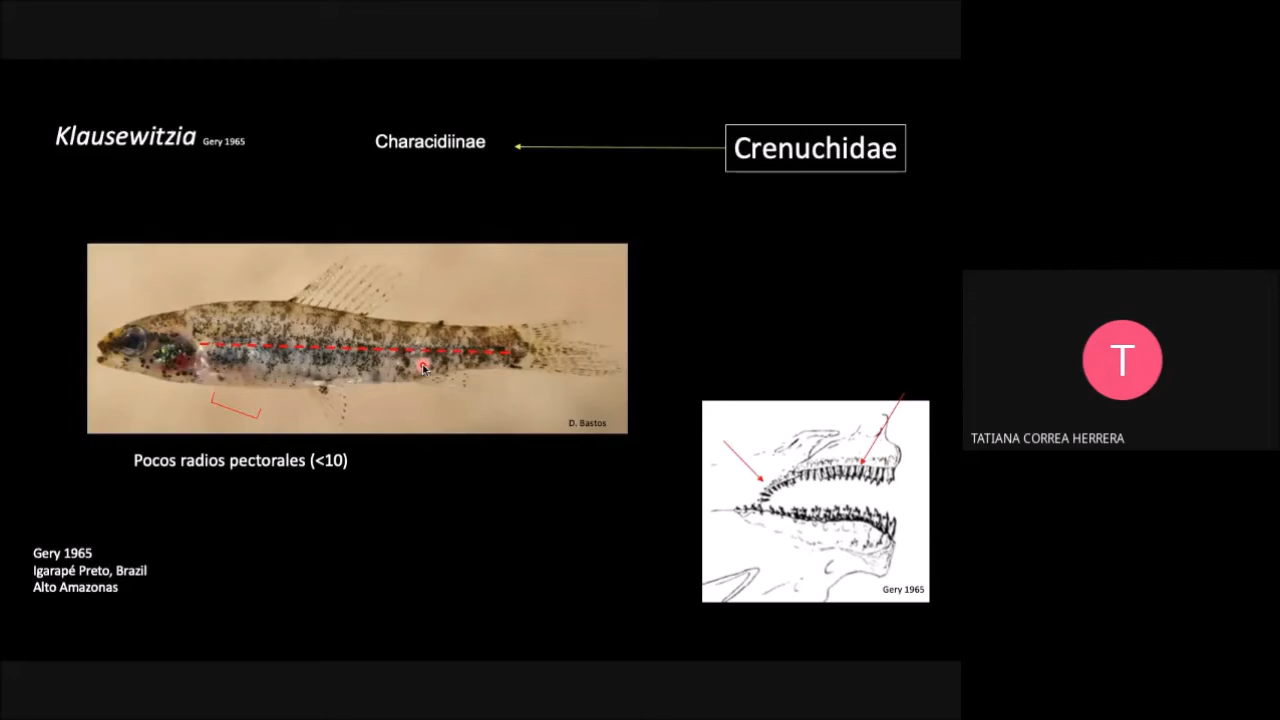 Klausewitzia Gery 1965
Characidiinae
Crenuchidae
D. Bastos
Pocos radios pectorales (<10)
Gery 1965
Igarapé Preto, Brazil
Alto Amazonas
Gery 1965
T
TATIANA CORREA HERRERA